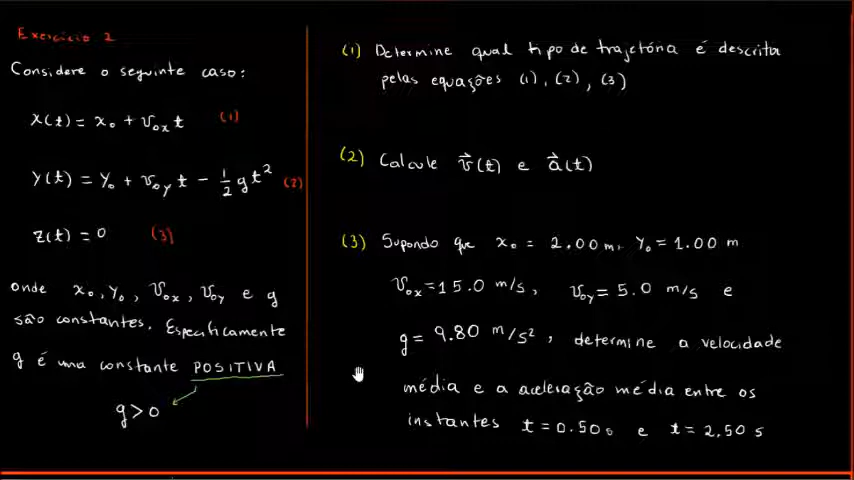 Exercício 2
Considere o seguinte caso:
x(t) = x₀ + v₀ₓ t (1)
y(t) = y₀ + v₀ᵧ t - 1/2 g t² (2)
z(t) = 0 (3)
onde x₀, y₀, v₀ₓ, v₀ᵧ e g
são constantes. Especificamente
g é uma constante POSITIVA
g > 0
(1) Determine qual tipo de trajetória é descrita
pelas equações (1), (2), (3)
(2) Calcule v⃗(t) e a⃗(t)
(3) Supondo que x₀ = 2.00 m, y₀ = 1.00 m
v₀ₓ = 15.0 m/s, v₀ᵧ = 5.0 m/s e
g = 9.80 m/s², determine a velocidade
média e a aceleração média entre os
instantes t = 0.50 s e t = 2,50 s